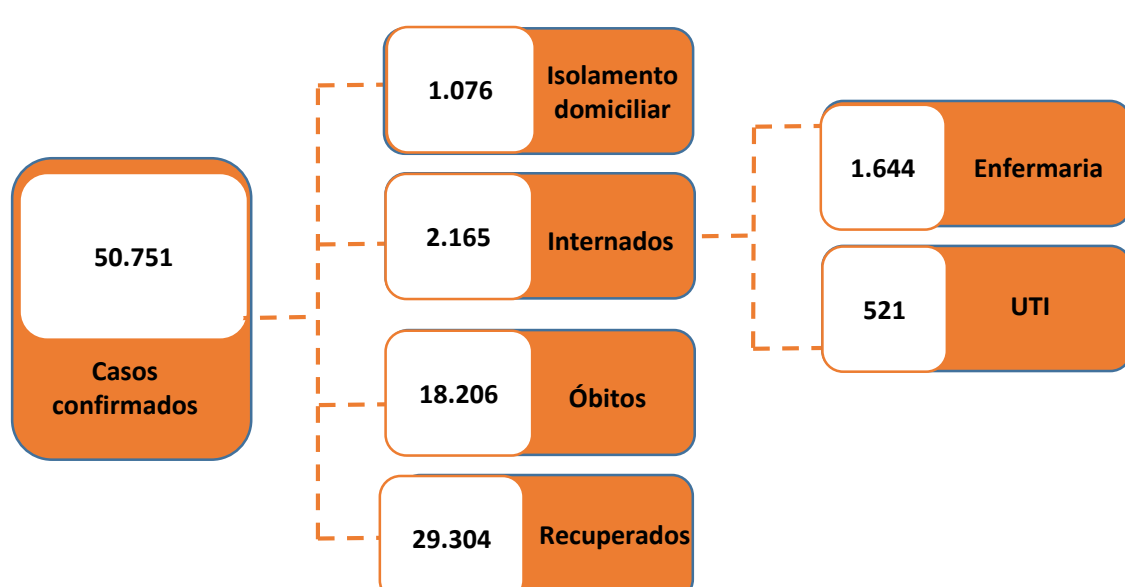 50.751
Casos
confirmados
1.076
Isolamento
domiciliar
2.165
Internados
18.206
Óbitos
29.304
Recuperados
1.644
Enfermaria
521
UTI